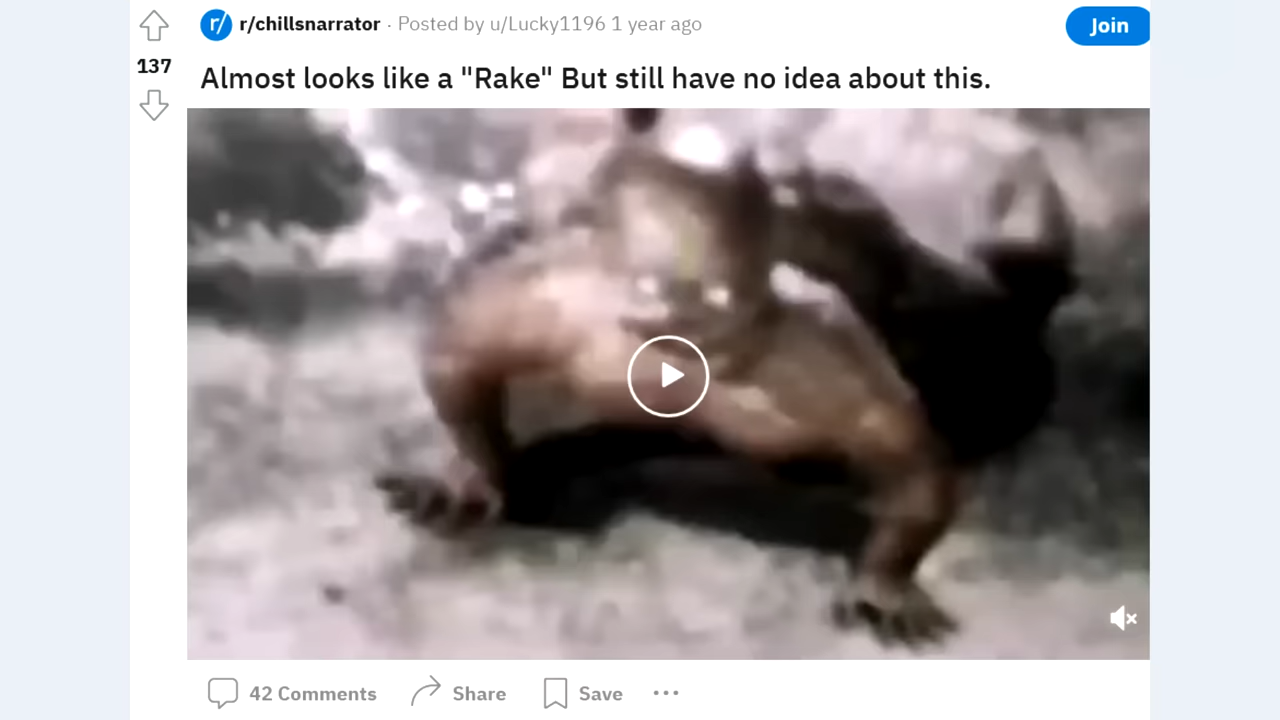 r/ r/chillsnarrator · Posted by u/Lucky1196 1 year ago Join
137
Almost looks like a "Rake" But still have no idea about this.
42 Comments Share Save